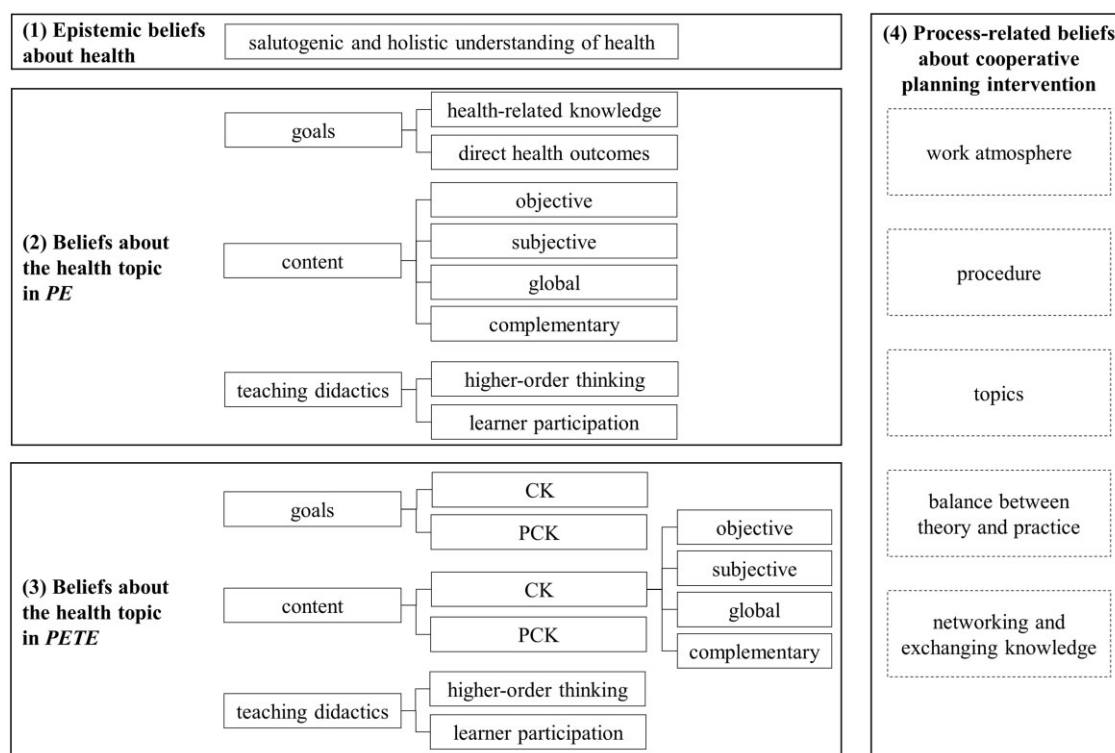 (1) Epistemic beliefs
about health
salutogenic and holistic understanding of health
(2) Beliefs about
the health topic
in PE
goals
health-related knowledge
direct health outcomes
content
objective
subjective
global
complementary
teaching didactics
higher-order thinking
learner participation
(3) Beliefs about
the health topic
in PETE
goals
CK
PCK
content
CK
objective
subjective
global
complementary
PCK
teaching didactics
higher-order thinking
learner participation
(4) Process-related beliefs
about cooperative
planning intervention
work atmosphere
procedure
topics
balance between
theory and practice
networking and
exchanging knowledge